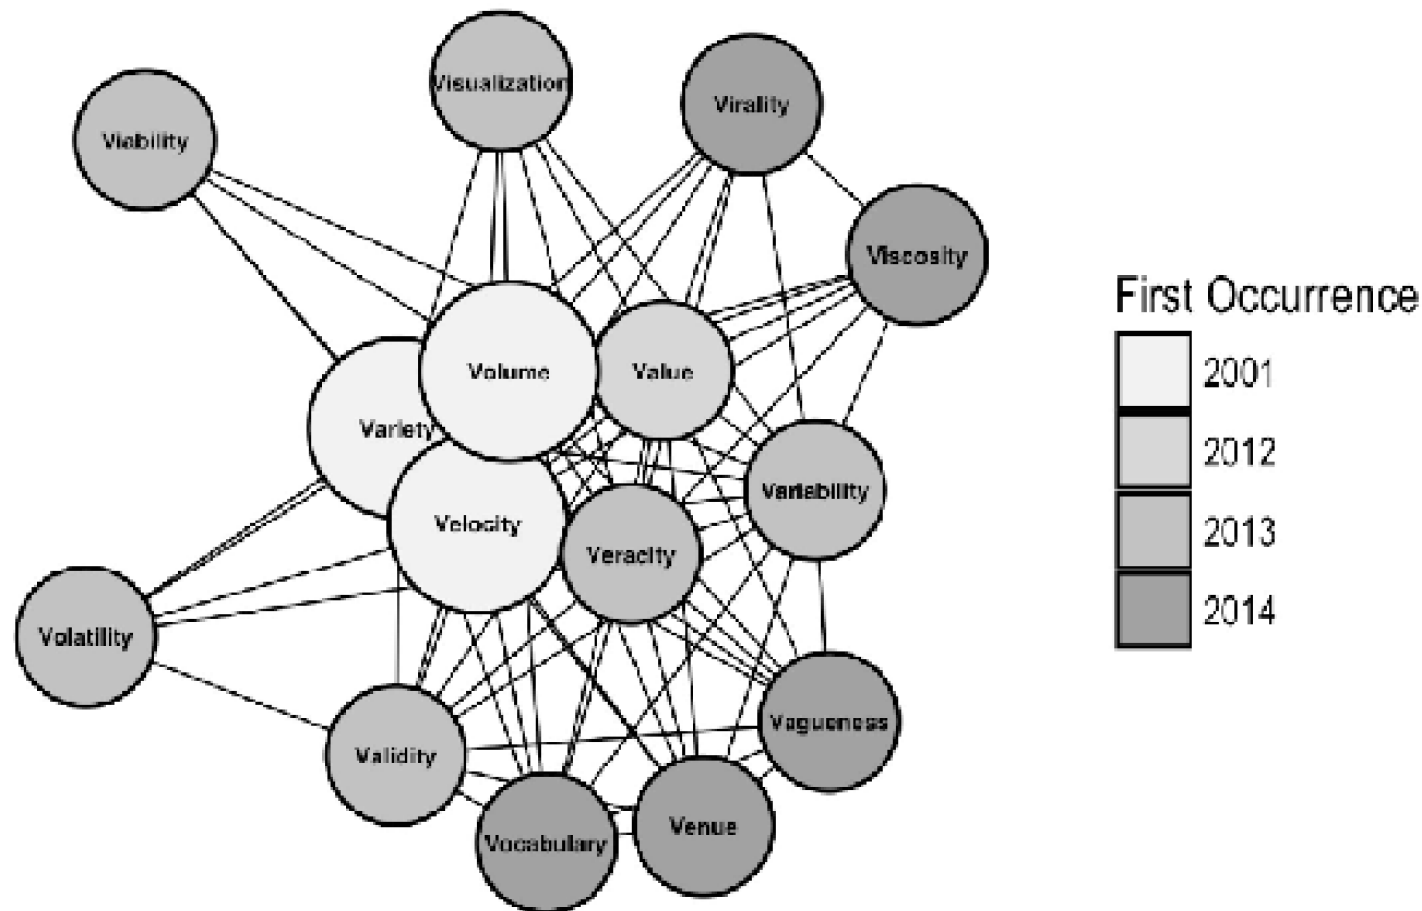 Visualization
Virality
Viability
Viscosity
First Occurrence
2001
Volume
Value
Variety
2012
Variability
Velocity
2013
Veracity
2014
Volatility
Vagueness
Validity
Venue
Vocabulary